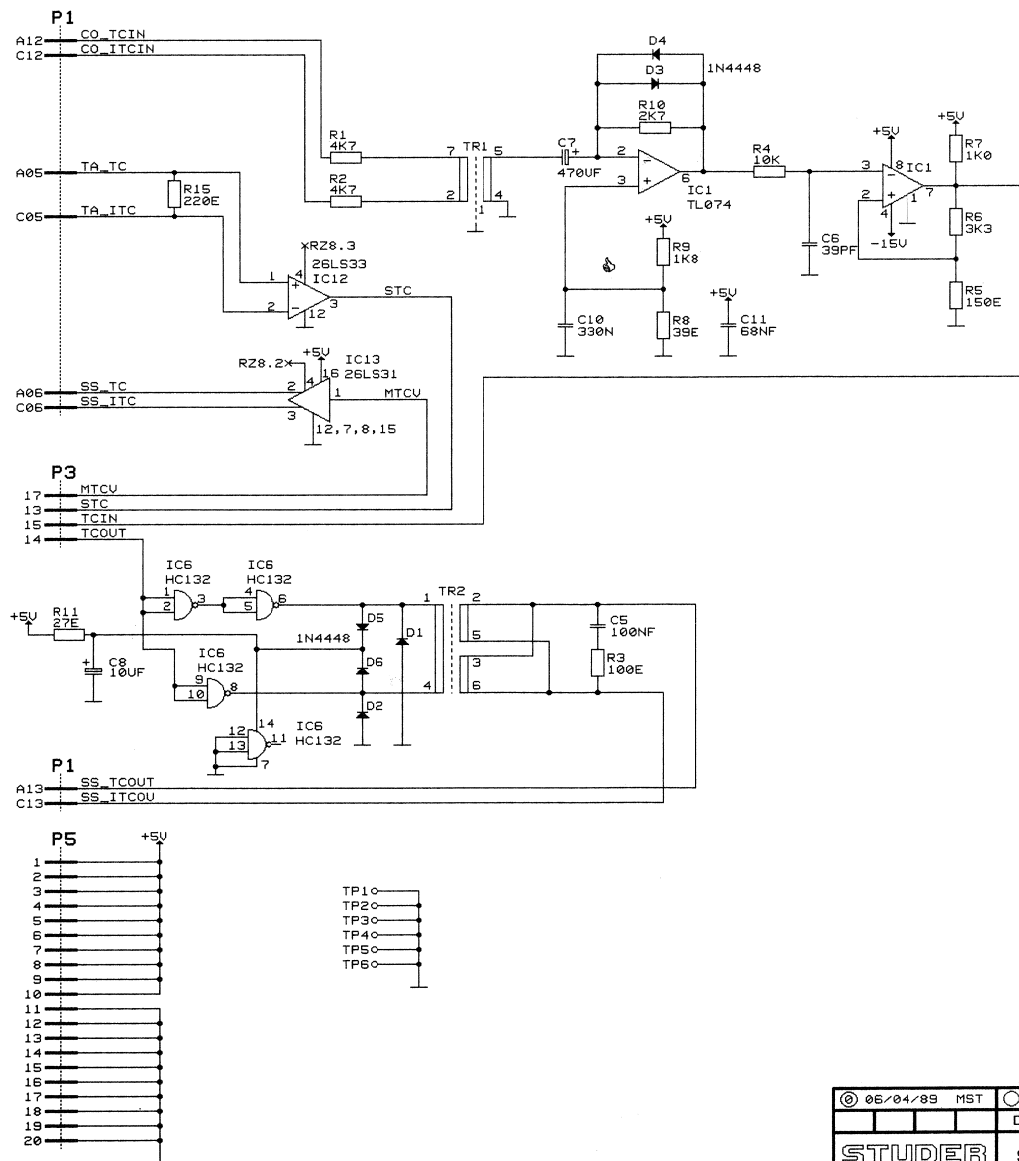 P1
A12 CO_TCIN
C12 CO_ITCIN
D4
1N4448
D3
R10
2K7
R1
4K7
TR1
7
5
C7
+
470UF
2
3
6
IC1
TL074
R4
10K
+5V
+5V
R7
1K0
3
8
IC1
7
2
4
1
-15V
R6
3K3
C6
39PF
R5
150E
A05 TA_TC
R15
220E
C05 TA_ITC
R2
4K7
2
4
1
+5V
R9
1K8
RZ8.3
26LS33
IC12
1
4
2
3
12
STC
C10
330N
R8
39E
+5V
C11
68NF
RZ8.2
+5V
IC13
26LS31
16
4
2
1
3
MTCV
12,7,8,15
A06 SS_TC
C06 SS_ITC
P3
17 MTCV
13 STC
15 TCIN
14 TCOUT
IC6
HC132
IC6
HC132
1
2
3
4
5
6
+5V
R11
27E
+
C8
10UF
IC6
HC132
9
10
8
1N4448
D5
D1
D6
D2
TR2
1
2
5
3
4
6
C5
100NF
R3
100E
12
13
14
11
7
IC6
HC132
P1
A13 SS_TCOUT
C13 SS_ITCOU
P5
+5V
1
2
3
4
5
6
7
8
9
10
11
12
13
14
15
16
17
18
19
20
TP1
TP2
TP3
TP4
TP5
TP6
0 06/04/89 MST
STUDER